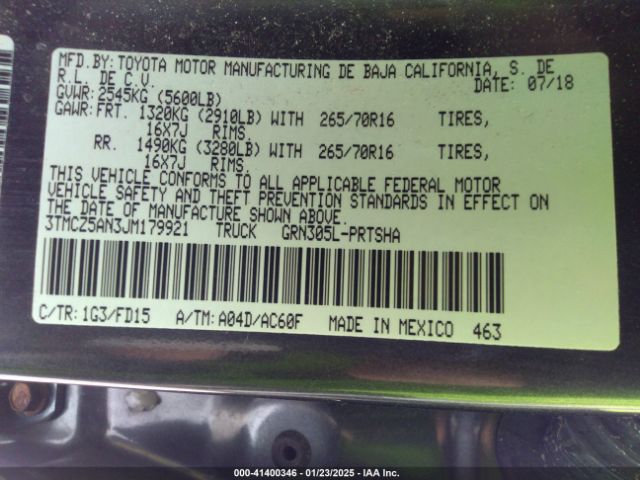 MFD.BY:TOYOTA MOTOR MANUFACTURING DE BAJA CALIFORNIA, S. DE
R.L. DE C.V. DATE: 07/18
GVWR:2545KG (5600LB)
GAWR:FRT. 1320KG (2910LB) WITH 265/70R16 TIRES,
16X7J RIMS.
RR. 1490KG (3280LB) WITH 265/70R16 TIRES,
16X7J RIMS.
THIS VEHICLE CONFORMS TO ALL APPLICABLE FEDERAL MOTOR
VEHICLE SAFETY AND THEFT PREVENTION STANDARDS IN EFFECT ON
THE DATE OF MANUFACTURE SHOWN ABOVE.
3TMCZ5AN3JM179921 TRUCK GRN305L-PRTSHA
C/TR: 1G3/FD15 A/TM: A04D/AC60F MADE IN MEXICO 463
000-41400346 - 01/23/2025 - IAA Inc.